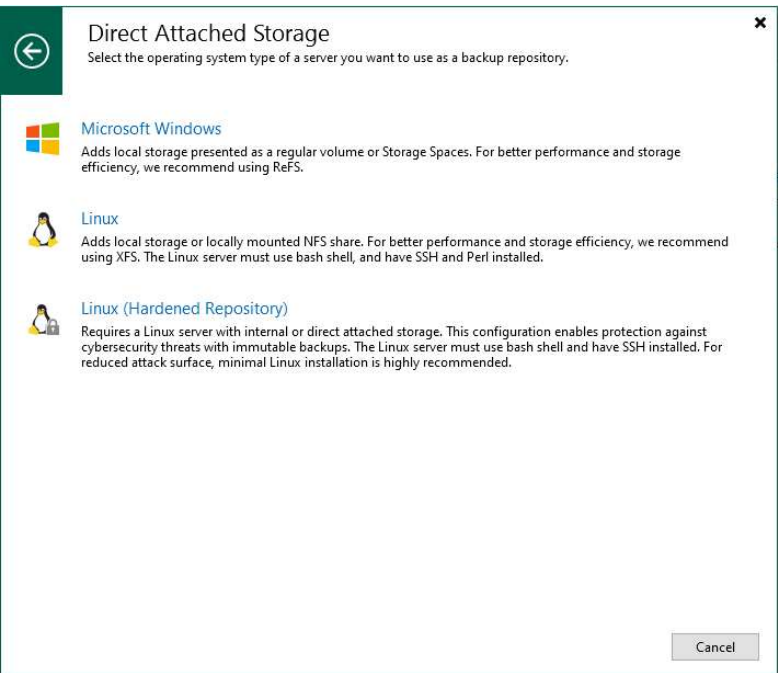 Direct Attached Storage
Select the operating system type of a server you want to use as a backup repository.
Microsoft Windows
Adds local storage presented as a regular volume or Storage Spaces. For better performance and storage
efficiency, we recommend using ReFS.
Linux
Adds local storage or locally mounted NFS share. For better performance and storage efficiency, we recommend
using XFS. The Linux server must use bash shell, and have SSH and Perl installed.
Linux (Hardened Repository)
Requires a Linux server with internal or direct attached storage. This configuration enables protection against
cybersecurity threats with immutable backups. The Linux server must use bash shell and have SSH installed. For
reduced attack surface, minimal Linux installation is highly recommended.
Cancel